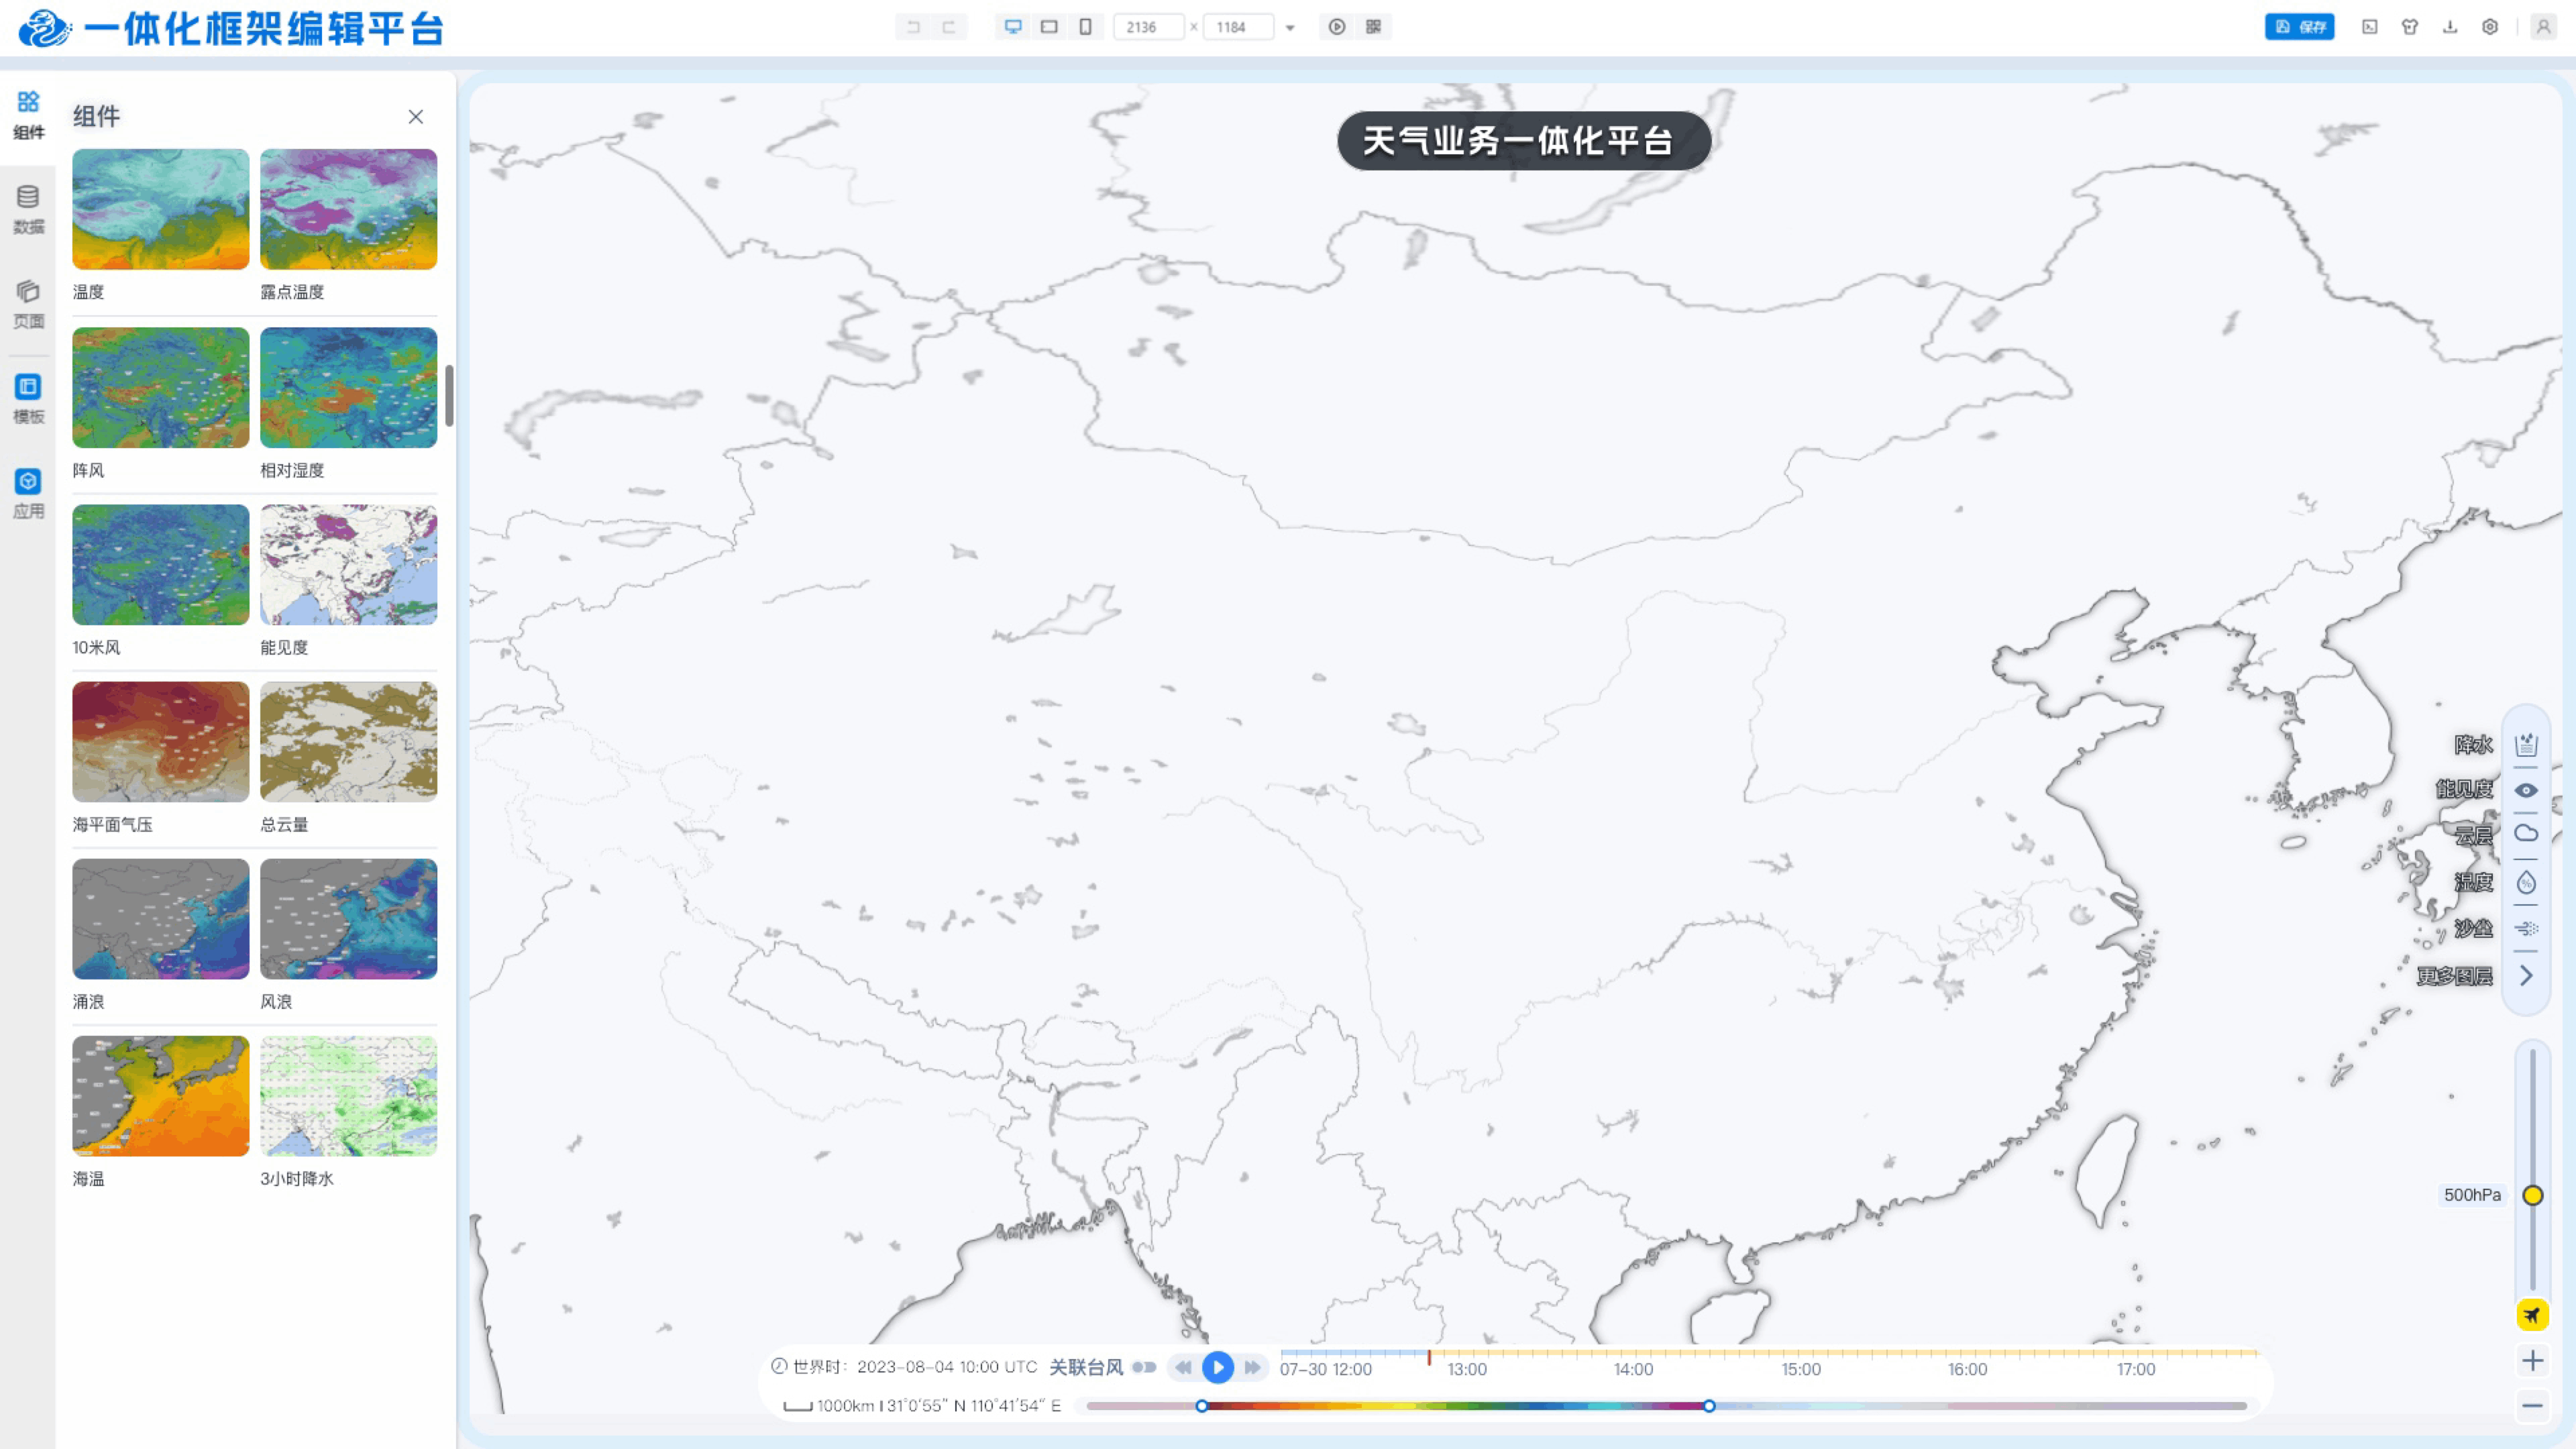 一体化框架编辑平台
2136 × 1184
保存
组件
数据
页面
模板
应用
组件
温度
露点温度
阵风
相对湿度
10米风
能见度
海平面气压
总云量
涌浪
风浪
海温
3小时降水
天气业务一体化平台
降水
能见度
云层
湿度
沙尘
更多图层
500hPa
世界时: 2023-08-04 10:00 UTC 关联台风
07-30 12:00 13:00 14:00 15:00 16:00 17:00
1000km | 31°0'55" N 110°41'54" E